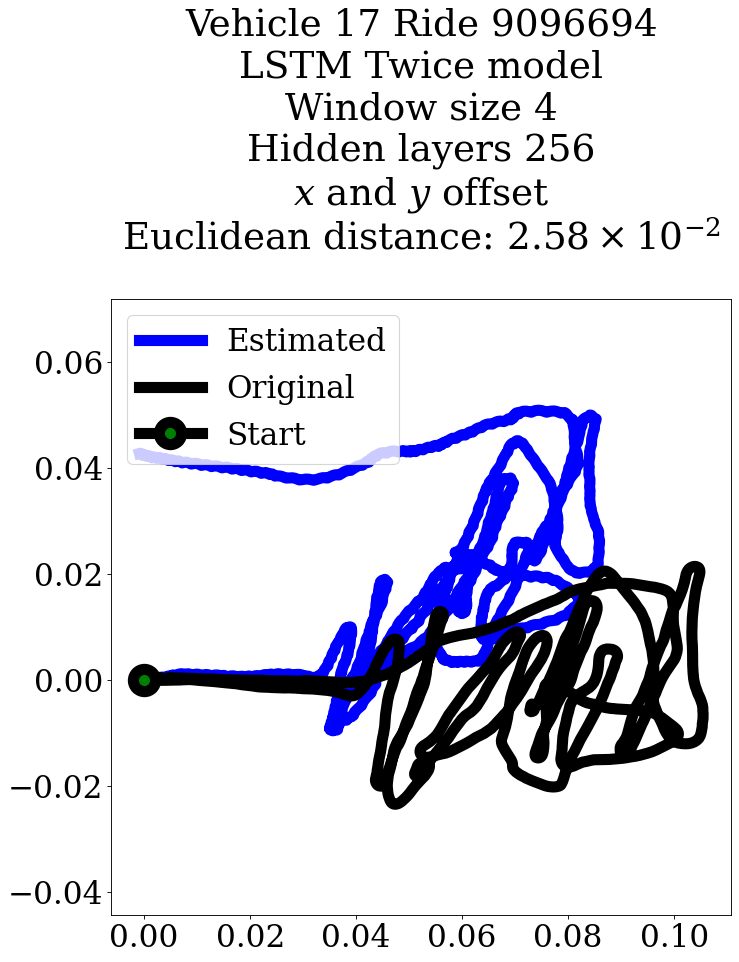 Vehicle 17 Ride 9096694
LSTM Twice model
Window size 4
Hidden layers 256
x and y offset
Euclidean distance: 2.58 × 10⁻²
Estimated
Original
Start
0.06
0.04
0.02
0.00
−0.02
−0.04
0.00 0.02 0.04 0.06 0.08 0.10